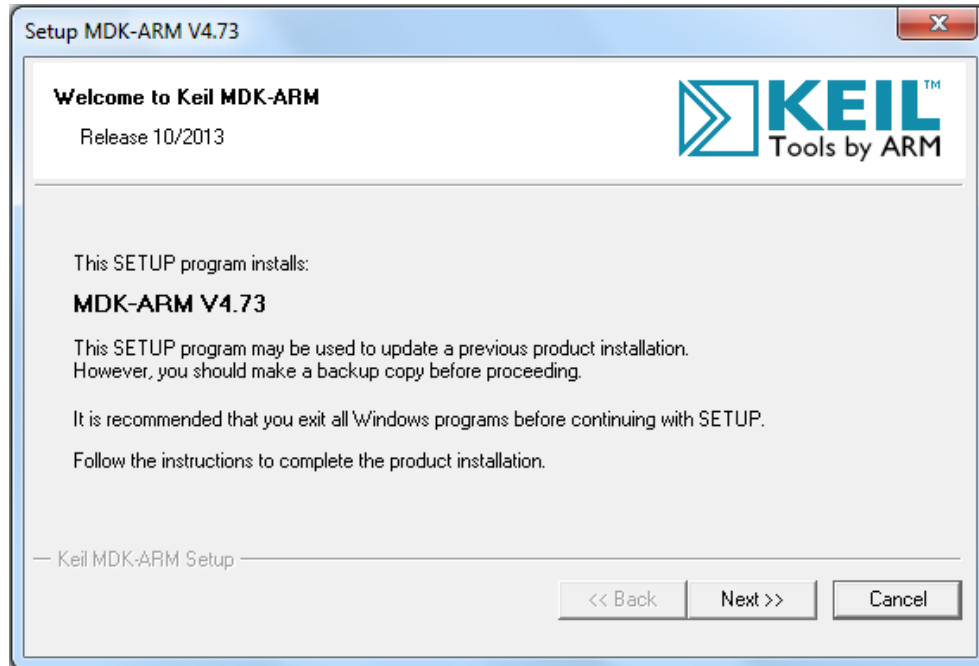 Setup MDK-ARM V4.73
Welcome to Keil MDK-ARM
Release 10/2013
KEIL™
Tools by ARM
This SETUP program installs:
MDK-ARM V4.73
This SETUP program may be used to update a previous product installation.
However, you should make a backup copy before proceeding.
It is recommended that you exit all Windows programs before continuing with SETUP.
Follow the instructions to complete the product installation.
Keil MDK-ARM Setup
<< Back
Next >>
Cancel